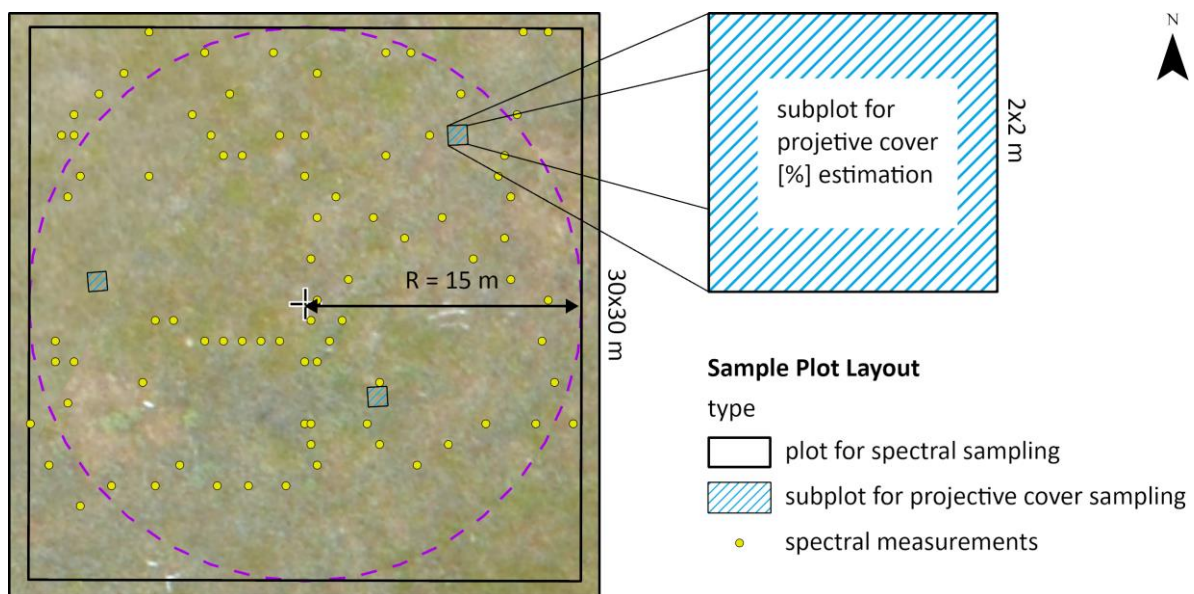 N
subplot for
projetive cover
[%] estimation
2x2 m
R = 15 m
30x30 m
Sample Plot Layout
type
plot for spectral sampling
subplot for projective cover sampling
spectral measurements